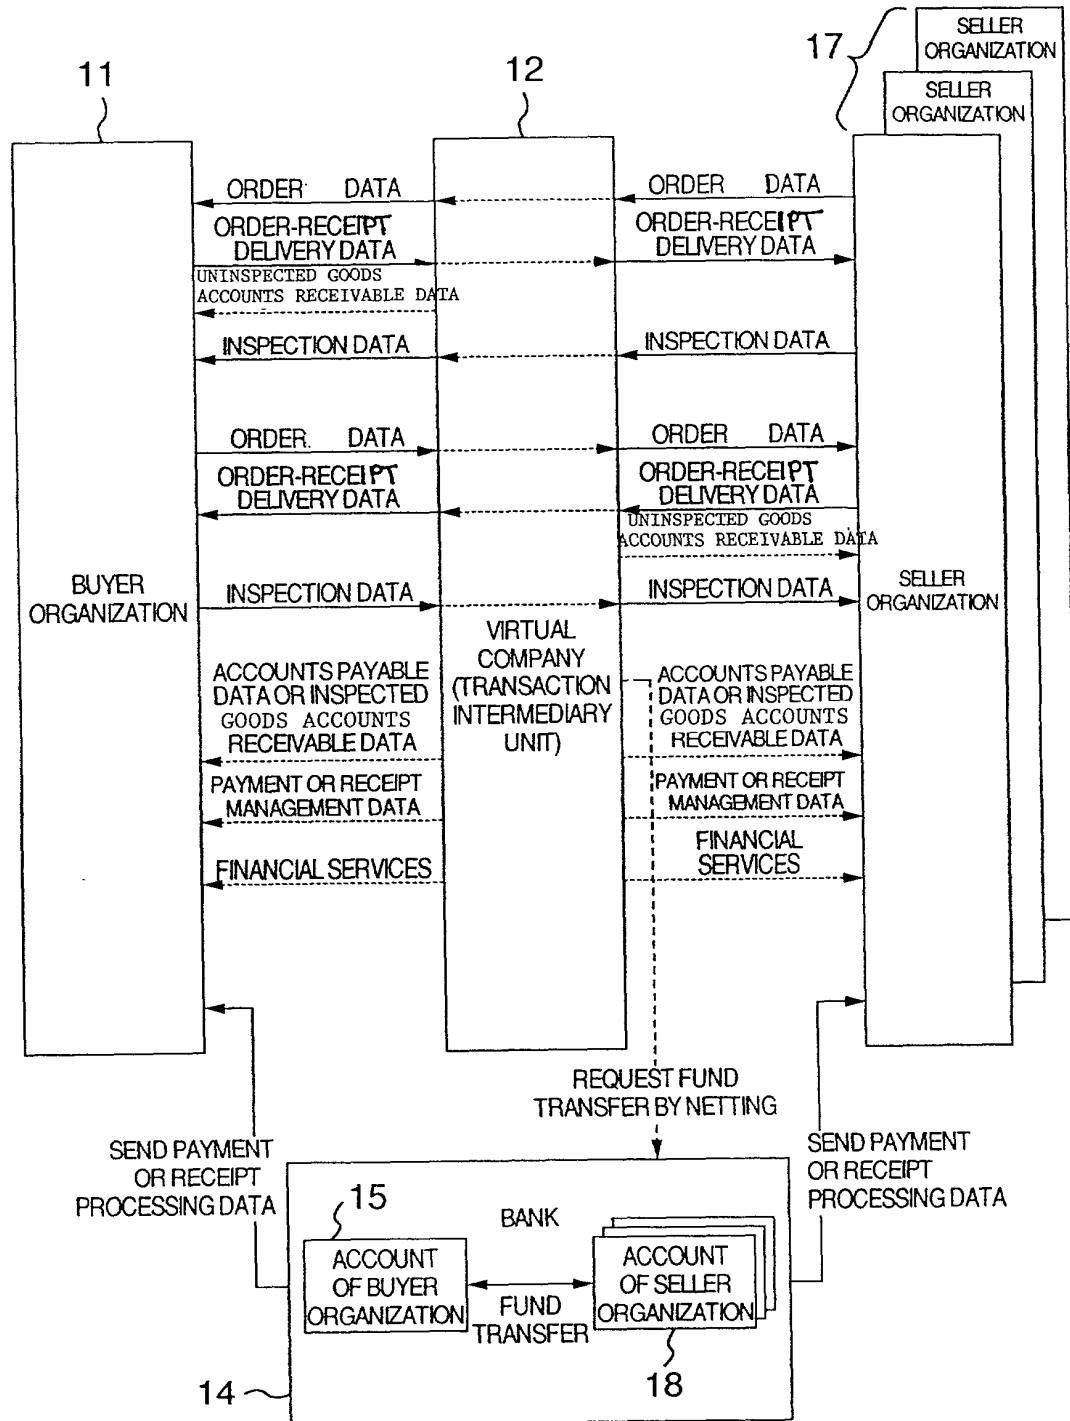 17
SELLER
ORGANIZATION
SELLER
ORGANIZATION
11
12
ORDER DATA
ORDER DATA
ORDER-RECEIPT
DELIVERY DATA
ORDER-RECEIPT
DELIVERY DATA
UNINSPECTED GOODS
ACCOUNTS RECEIVABLE DATA
INSPECTION DATA
INSPECTION DATA
ORDER. DATA
ORDER DATA
ORDER-RECEIPT
DELIVERY DATA
ORDER-RECEIPT
DELIVERY DATA
UNINSPECTED GOODS
ACCOUNTS RECEIVABLE DATA
BUYER
ORGANIZATION
INSPECTION DATA
INSPECTION DATA
SELLER
ORGANIZATION
VIRTUAL
COMPANY
(TRANSACTION
INTERMEDIARY
UNIT)
ACCOUNTS PAYABLE
DATA OR INSPECTED
GOODS ACCOUNTS
RECEIVABLE DATA
ACCOUNTS PAYABLE
DATA OR INSPECTED
GOODS ACCOUNTS
RECEIVABLE DATA
PAYMENT OR RECEIPT
MANAGEMENT DATA
PAYMENT OR RECEIPT
MANAGEMENT DATA
FINANCIAL SERVICES
FINANCIAL
SERVICES
REQUEST FUND
TRANSFER BY NETTING
SEND PAYMENT
OR RECEIPT
PROCESSING DATA
SEND PAYMENT
OR RECEIPT
PROCESSING DATA
15
BANK
ACCOUNT
OF BUYER
ORGANIZATION
FUND
TRANSFER
ACCOUNT
OF SELLER
ORGANIZATION
14
18